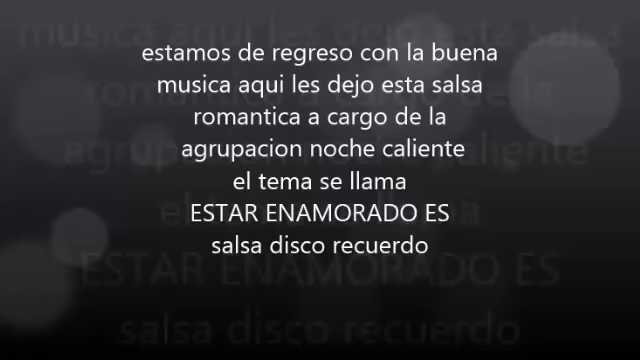 estamos de regreso con la buena
musica aqui les dejo esta salsa
romantica a cargo de la
agrupacion noche caliente
el tema se llama
ESTAR ENAMORADO ES
salsa disco recuerdo